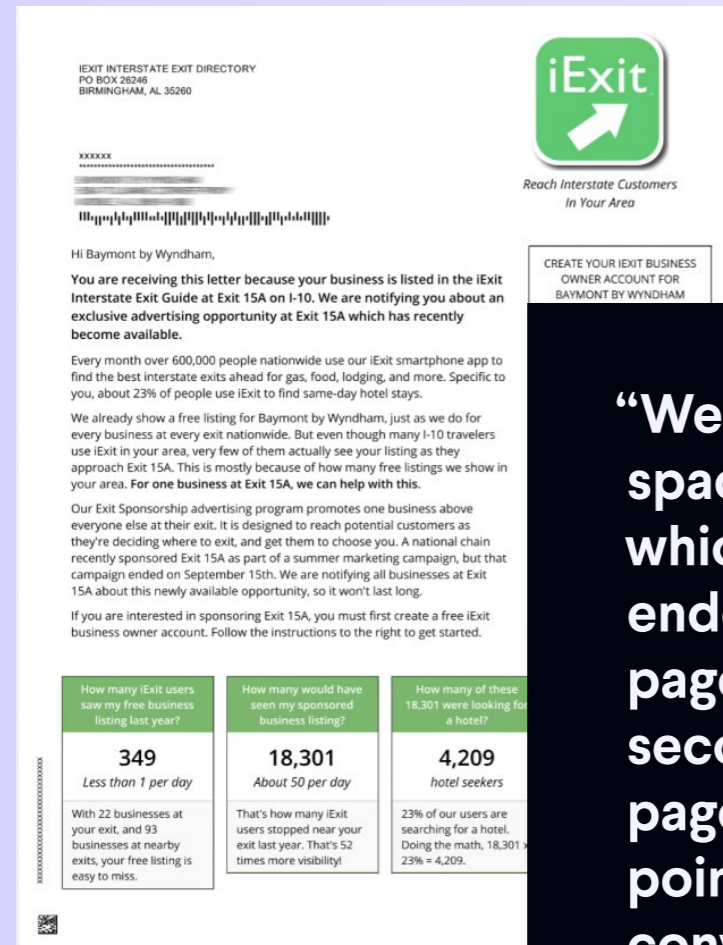 IEXIT INTERSTATE EXIT DIRECTORY
PO BOX 26246
BIRMINGHAM, AL 35260
iExit
Reach Interstate Customers
In Your Area
xxxxxx
Hi Baymont by Wyndham,
You are receiving this letter because your business is listed in the iExit
Interstate Exit Guide at Exit 15A on I-10. We are notifying you about an
exclusive advertising opportunity at Exit 15A which has recently
become available.
CREATE YOUR IEXIT BUSINESS
OWNER ACCOUNT FOR
BAYMONT BY WYNDHAM
Every month over 600,000 people nationwide use our iExit smartphone app to
find the best interstate exits ahead for gas, food, lodging, and more. Specific to
you, about 23% of people use iExit to find same-day hotel stays.
We already show a free listing for Baymont by Wyndham, just as we do for
every business at every exit nationwide. But even though many I-10 travelers
use iExit in your area, very few of them actually see your listing as they
approach Exit 15A. This is mostly because of how many free listings we show in
your area. For one business at Exit 15A, we can help with this.
Our Exit Sponsorship advertising program promotes one business above
everyone else at their exit. It is designed to reach potential customers as
they're deciding where to exit, and get them to choose you. A national chain
recently sponsored Exit 15A as part of a summer marketing campaign, but that
campaign ended on September 15th. We are notifying all businesses at Exit
15A about this newly available opportunity, so it won't last long.
If you are interested in sponsoring Exit 15A, you must first create a free iExit
business owner account. Follow the instructions to the right to get started.
How many iExit users
saw my free business
listing last year?
349
Less than 1 per day
With 22 businesses at
your exit, and 93
businesses at nearby
exits, your free listing is
easy to miss.
How many would have
seen my sponsored
business listing?
18,301
About 50 per day
That's how many iExit
users stopped near your
exit last year. That's 52
times more visibility!
How many of these
18,301 were looking for
a hotel?
4,209
hotel seekers
23% of our users are
searching for a hotel.
Doing the math, 18,301 x
23% = 4,209.
“We
spac
whic
end
page
seco
page
poin